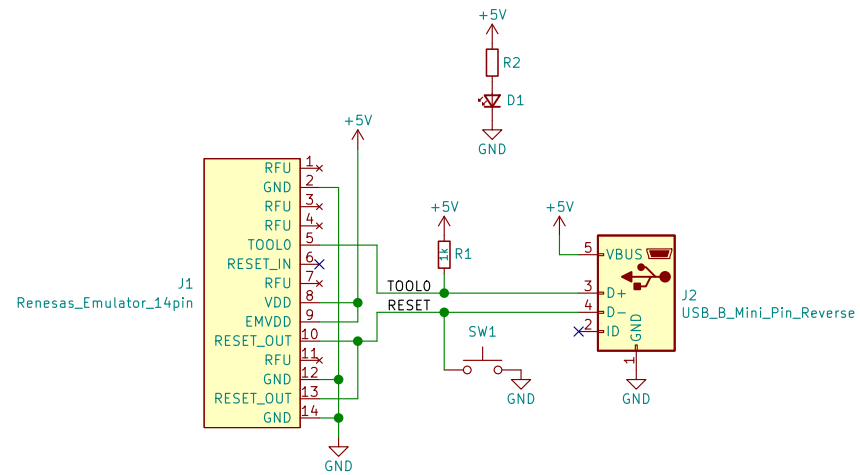 +5V
R2
D1
GND
+5V
J1
Renesas_Emulator_14pin
RFU 1
GND 2
RFU 3
RFU 4
TOOL0 5
RESET_IN 6
RFU 7
VDD 8
EMVDD 9
RESET_OUT 10
RFU 11
GND 12
RESET_OUT 13
GND 14
GND
+5V
1k
R1
TOOL0
RESET
SW1
GND
+5V
5 VBUS
3 D+
4 D-
2 ID
GND
1
J2
USB_B_Mini_Pin_Reverse
GND